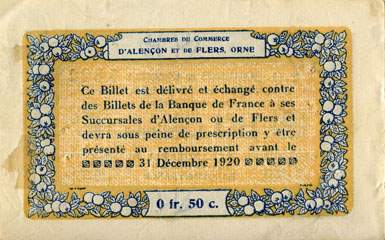 CHAMBRES DU COMMERCE
D'ALENÇON ET DE FLERS, ORNE
Ce Billet est délivré et échangé contre
des Billets de la Banque de France à ses
Succursales d'Alençon ou de Flers et
devra sous peine de prescription y être
présenté au remboursement avant le
31 Décembre 1920
0 fr. 50 c.